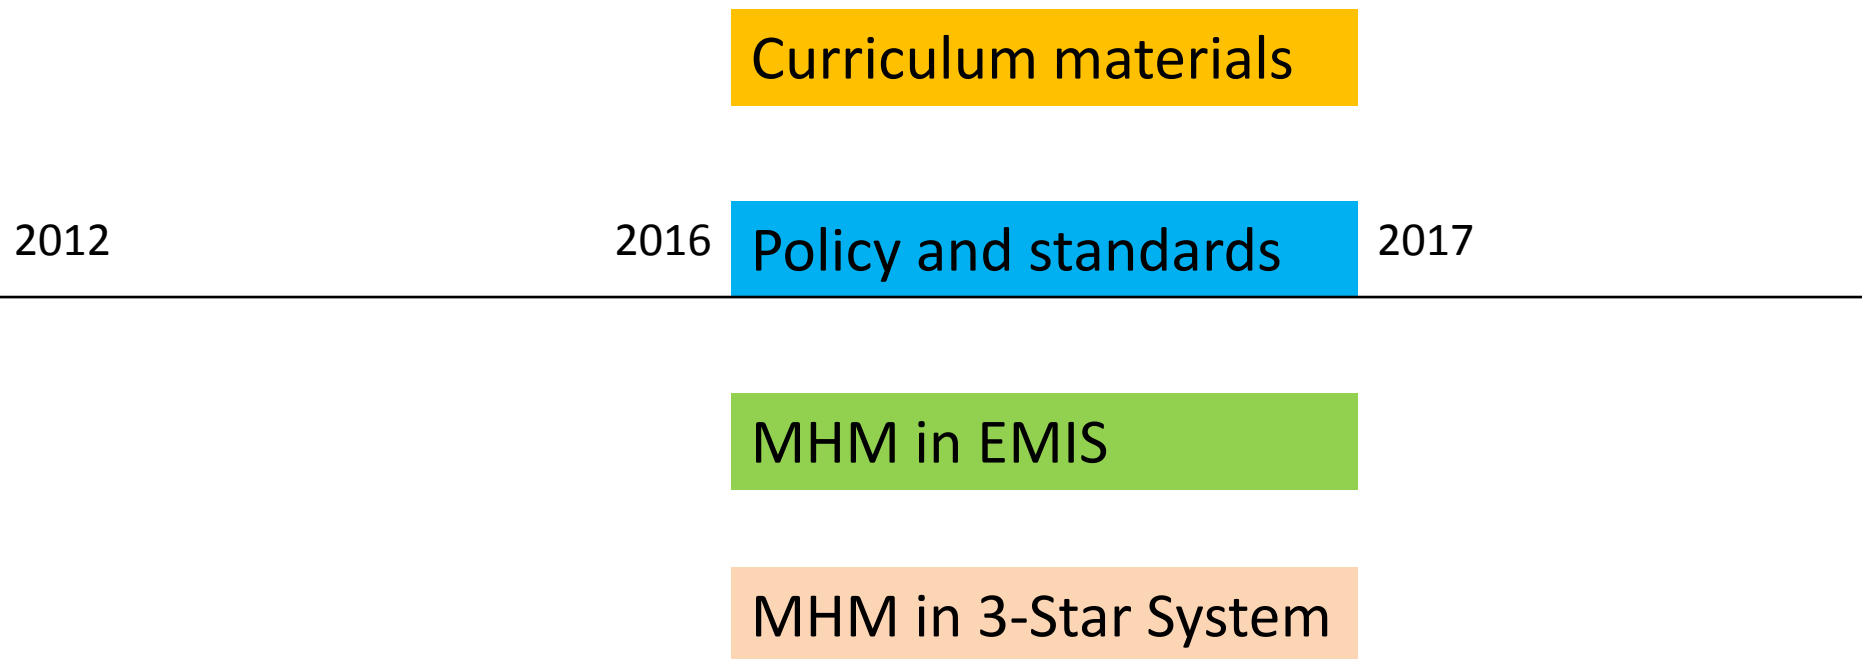 Curriculum materials
2012
2016
Policy and standards
2017
MHM in EMIS
MHM in 3-Star System